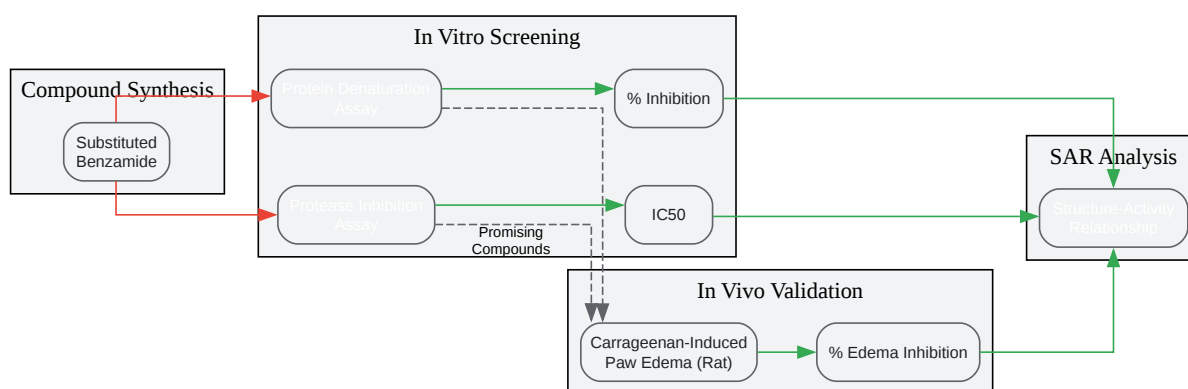 Compound Synthesis
Substituted
Benzamide
In Vitro Screening
Protein Denaturation
Assay
% Inhibition
Protease Inhibition
Assay
IC50
Promising
Compounds
In Vivo Validation
Carrageenan-Induced
Paw Edema (Rat)
% Edema Inhibition
SAR Analysis
Structure-Activity
Relationship